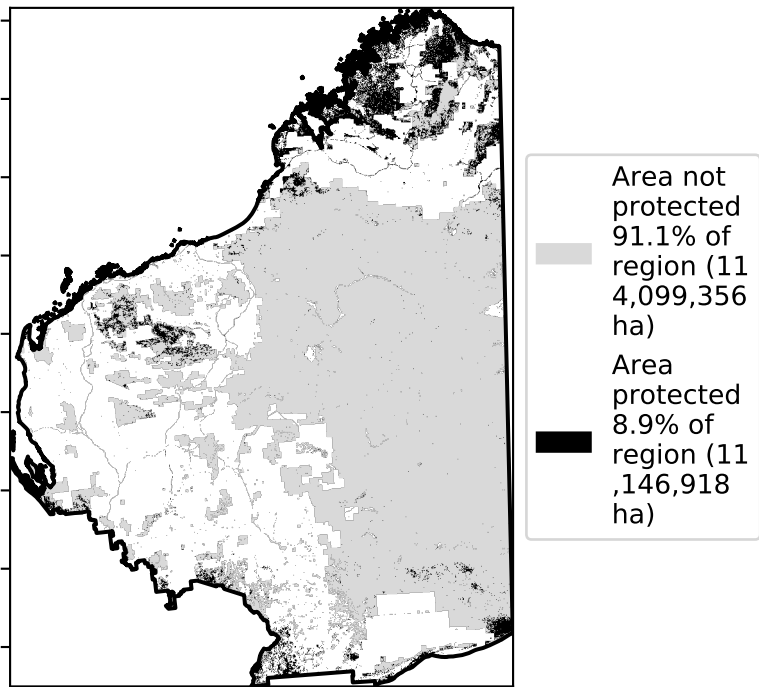 Area not
protected
91.1% of
region (11
4,099,356
ha)
Area
protected
8.9% of
region (11
,146,918
ha)